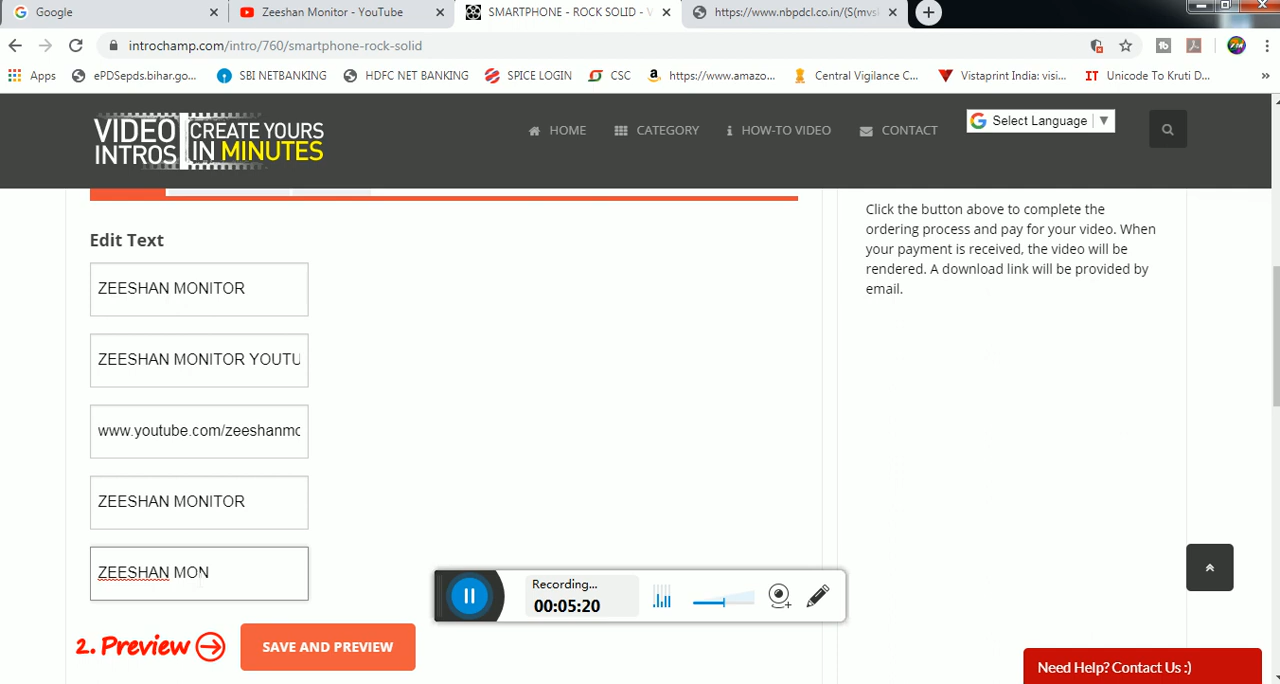 Google
Zeeshan Monitor - YouTube
SMARTPHONE - ROCK SOLID - V
https://www.nbpdcl.co.in/(S(mvs
introchamp.com/intro/760/smartphone-rock-solid
Apps
ePDSepds.bihar.go...
SBI NETBANKING
HDFC NET BANKING
SPICE LOGIN
CSC
https://www.amazo...
Central Vigilance C...
Vistaprint India: visi...
IT Unicode To Kruti D...
»
VIDEO INTROS
CREATE YOURS IN MINUTES
HOME
CATEGORY
HOW-TO VIDEO
CONTACT
Select Language
Click the button above to complete the
ordering process and pay for your video. When
your payment is received, the video will be
rendered. A download link will be provided by
email.
Edit Text
ZEESHAN MONITOR
ZEESHAN MONITOR YOUTU
www.youtube.com/zeeshanmo
ZEESHAN MONITOR
ZEESHAN MON
Recording...
00:05:20
2. Preview
SAVE AND PREVIEW
Need Help? Contact Us :)